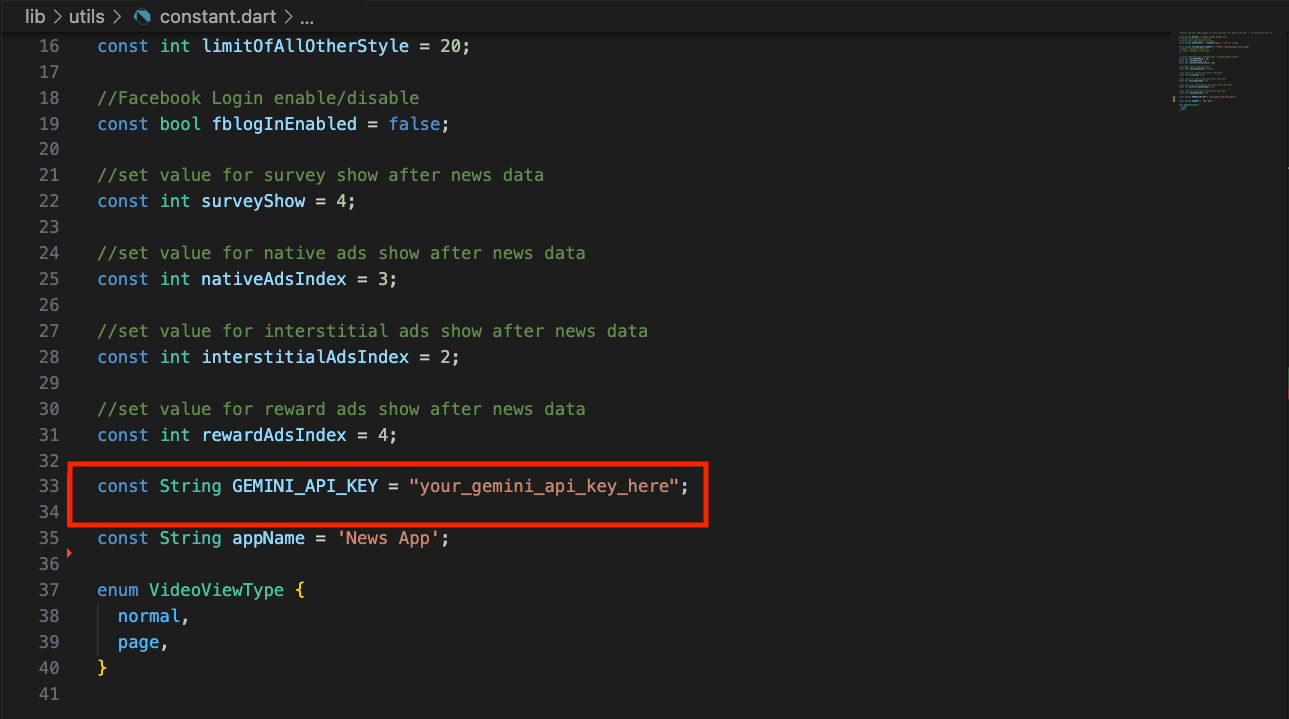 lib > utils > constant.dart > ...
16 const int limitOfAllOtherStyle = 20;
17
18 //Facebook Login enable/disable
19 const bool fblogInEnabled = false;
20
21 //set value for survey show after news data
22 const int surveyShow = 4;
23
24 //set value for native ads show after news data
25 const int nativeAdsIndex = 3;
26
27 //set value for interstitial ads show after news data
28 const int interstitialAdsIndex = 2;
29
30 //set value for reward ads show after news data
31 const int rewardAdsIndex = 4;
32
33 const String GEMINI_API_KEY = "your_gemini_api_key_here";
34
35 const String appName = 'News App';
36
37 enum VideoViewType {
38   normal,
39   page,
40 }
41